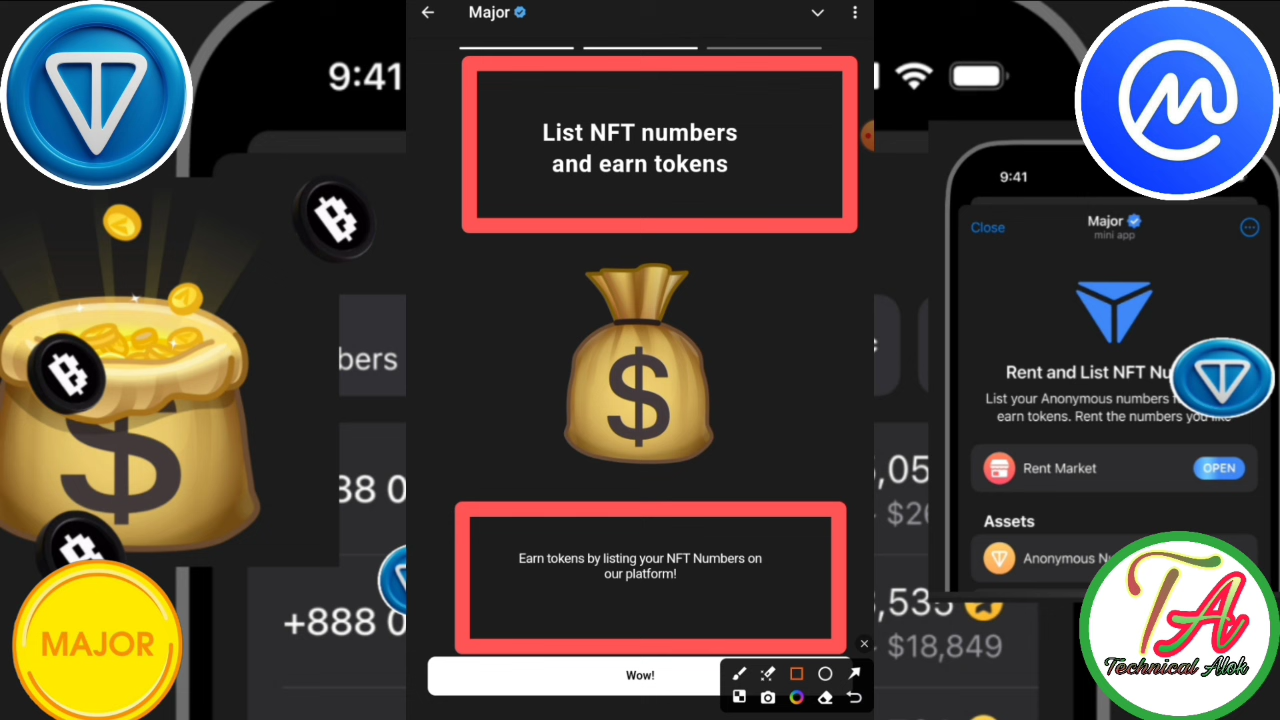 9:41
Major
List NFT numbers
and earn tokens
9:41
Close
Major
mini app
bers
Rent and List NFT Nu
List your Anonymous numbers
earn tokens. Rent the numbers you like
Rent Market
OPEN
38 0
,05
$20
Assets
Anonymous Nu
Earn tokens by listing your NFT Numbers on
our platform!
+888 0
,535
$18,849
MAJOR
Wow!
TA
Technical Alok